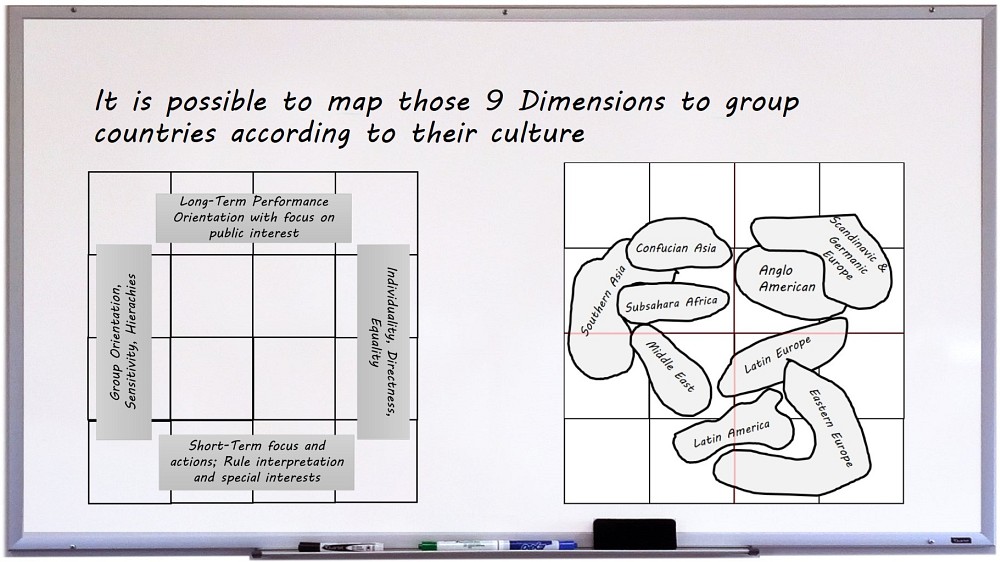 It is possible to map those 9 Dimensions to group
countries according to their culture
Long-Term Performance
Orientation with focus on
public interest
Group Orientation,
Sensitivity, Hierachies
Individuality, Directness,
Equality
Short-Term focus and
actions; Rule interpretation
and special interests
Confucian Asia
Scandinavic &
Germanic
Europe
Southern Asia
Anglo
American
Subsahara Africa
Middle East
Latin Europe
Latin America
Eastern Europe